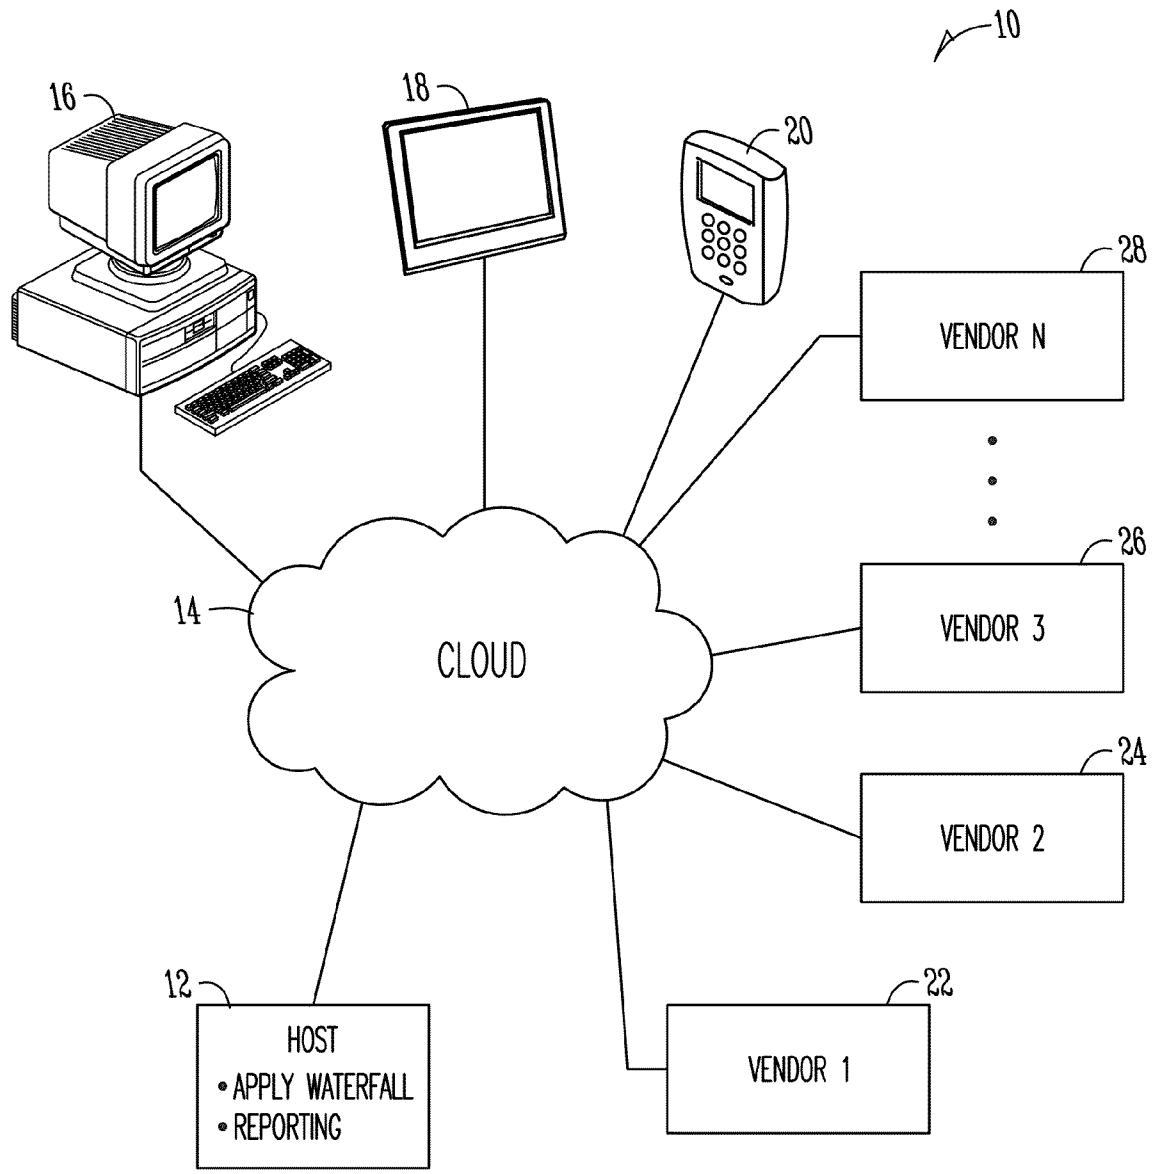 10
16
18
20
28
VENDOR N
26
VENDOR 3
14
CLOUD
24
VENDOR 2
12
HOST
• APPLY WATERFALL
• REPORTING
22
VENDOR 1